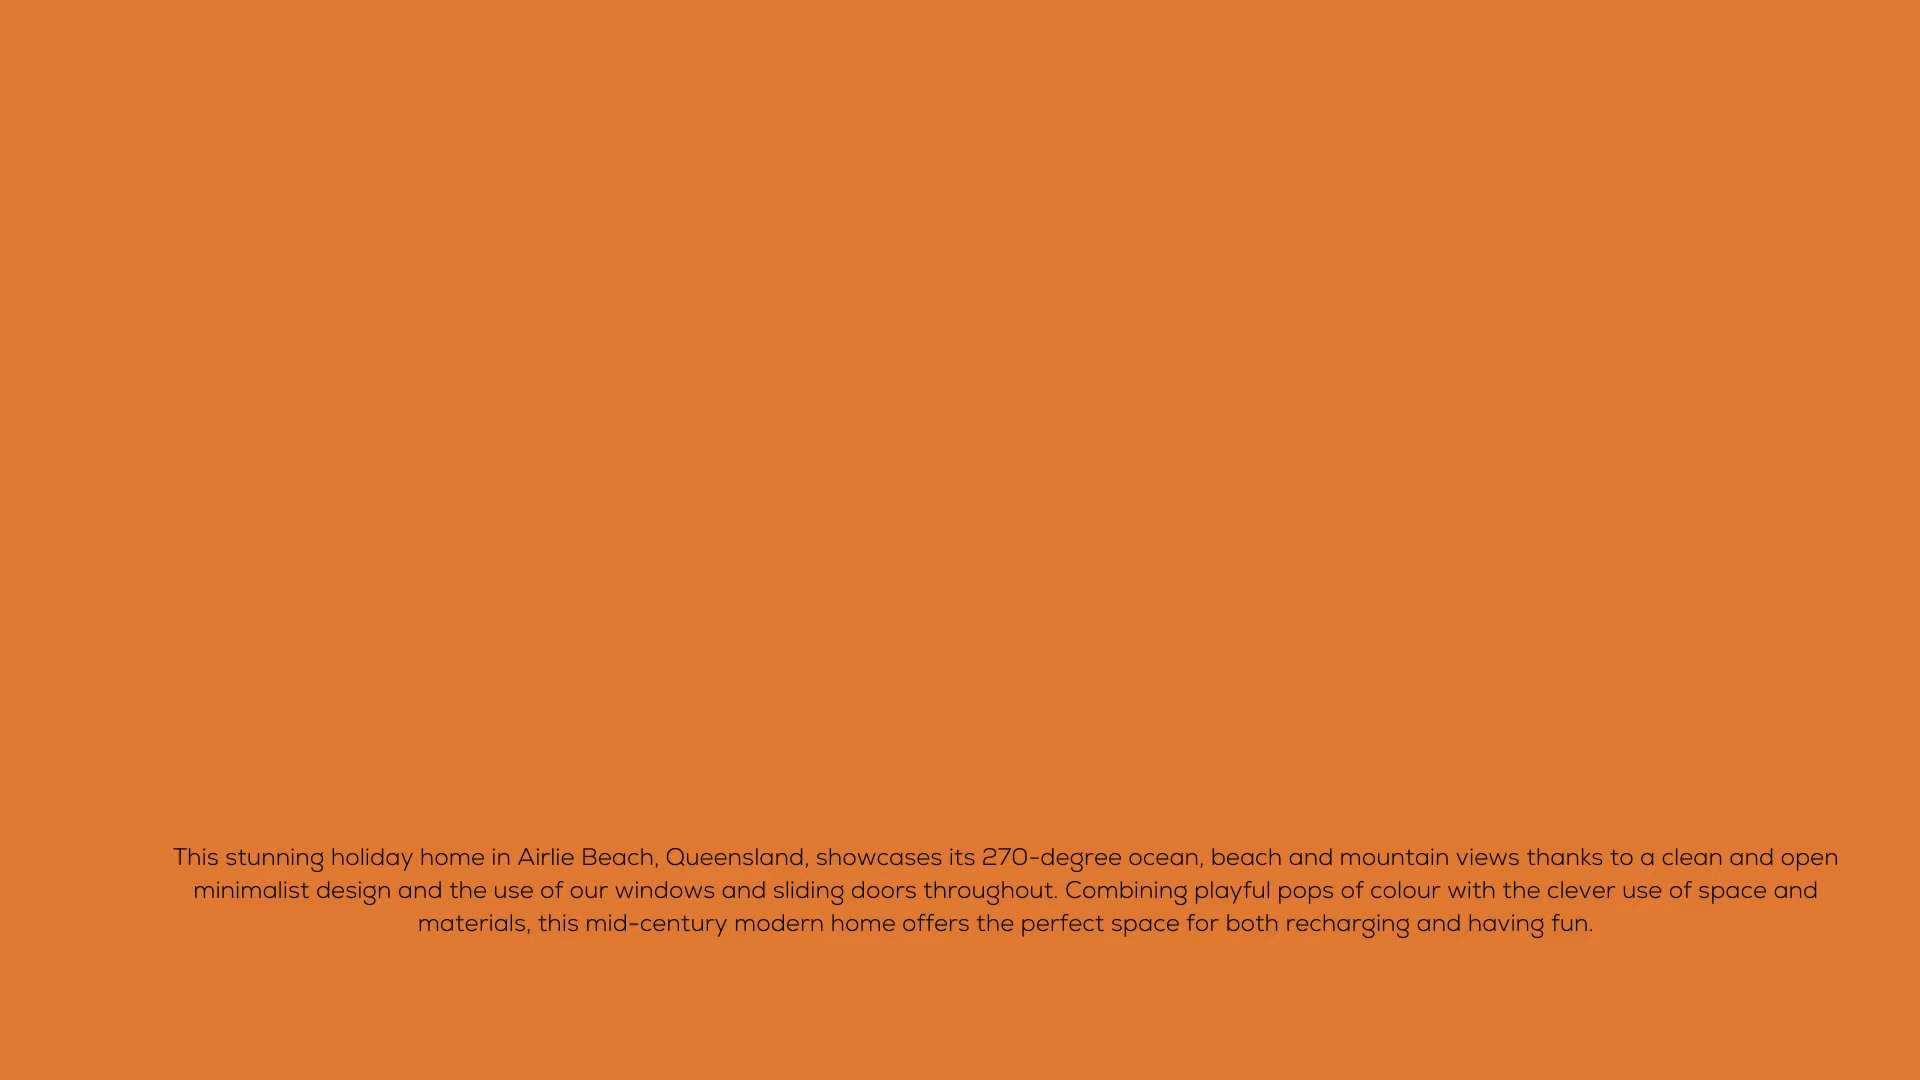 This stunning holiday home in Airlie Beach, Queensland, showcases its 270-degree ocean, beach and mountain views thanks to a clean and open
minimalist design and the use of our windows and sliding doors throughout. Combining playful pops of colour with the clever use of space and
materials, this mid-century modern home offers the perfect space for both recharging and having fun.